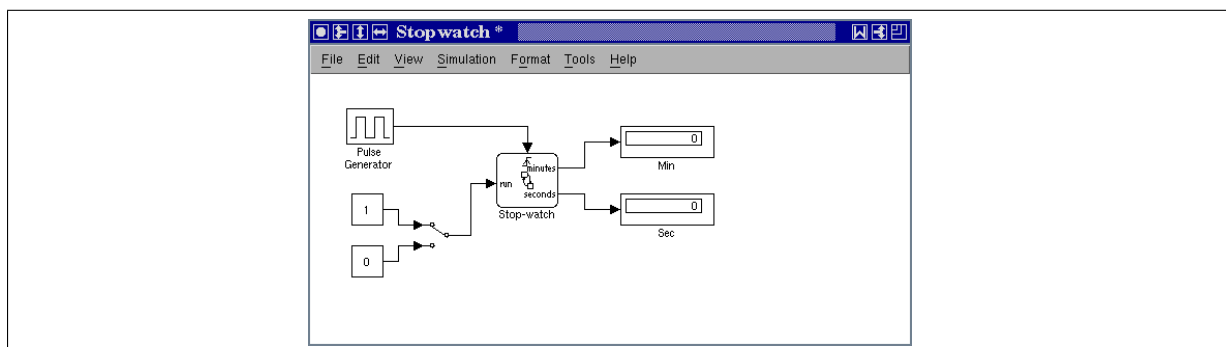 Stopwatch *
File Edit View Simulation Format Tools Help
Pulse
Generator
1
0
run
minutes
seconds
Stop-watch
0
Min
0
Sec